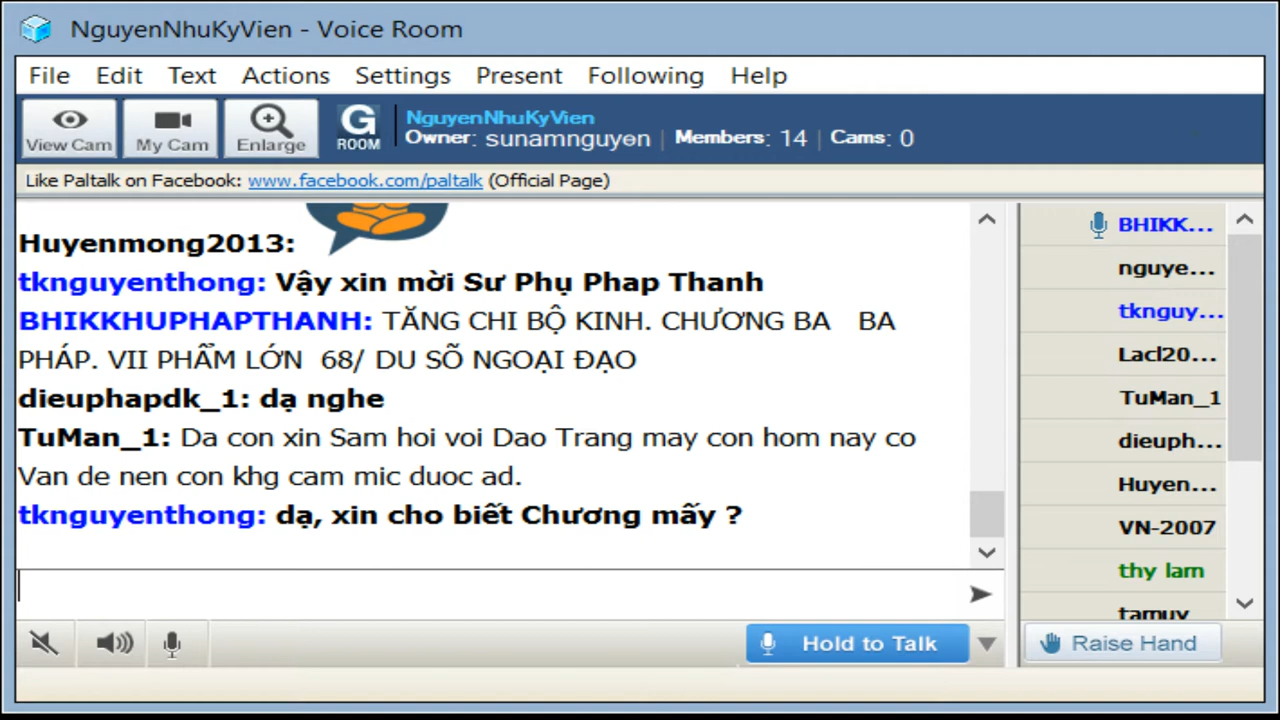 NguyenNhuKyVien - Voice Room
File Edit Text Actions Settings Present Following Help
View Cam My Cam Enlarge G ROOM
NguyenNhuKyVien
Owner: sunamnguyen | Members: 14 | Cams: 0
Like Paltalk on Facebook: www.facebook.com/paltalk (Official Page)
Huyenmong2013:
tknguyenthong: Vậy xin mời Sư Phụ Phap Thanh
BHIKKHUPHAPTHANH: TĂNG CHI BỘ KINH. CHƯƠNG BA BA
PHÁP. VII PHẨM LỚN 68/ DU SÕ NGOẠI ĐẠO
dieuphapdk_1: dạ nghe
TuMan_1: Da con xin Sam hoi voi Dao Trang may con hom nay co
Van de nen con khg cam mic duoc ad.
tknguyenthong: dạ, xin cho biết Chương mấy ?
BHIKK...
nguye...
tknguy...
Lacl20...
TuMan_1
dieuph...
Huyen...
VN-2007
thy lam
tamuy
Hold to Talk
Raise Hand